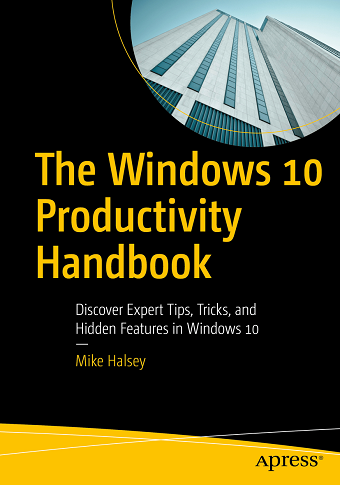 The Windows 10
Productivity
Handbook
Discover Expert Tips, Tricks, and
Hidden Features in Windows 10
—
Mike Halsey
Apress®